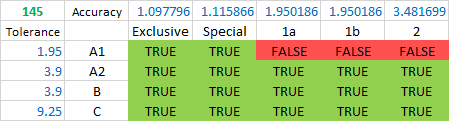 145 Accuracy 1.097796 1.115866 1.950186 1.950186 3.481699
Tolerance Exclusive Special 1a 1b 2
1.95 A1 TRUE TRUE FALSE FALSE FALSE
3.9 A2 TRUE TRUE TRUE TRUE TRUE
3.9 B TRUE TRUE TRUE TRUE TRUE
9.25 C TRUE TRUE TRUE TRUE TRUE